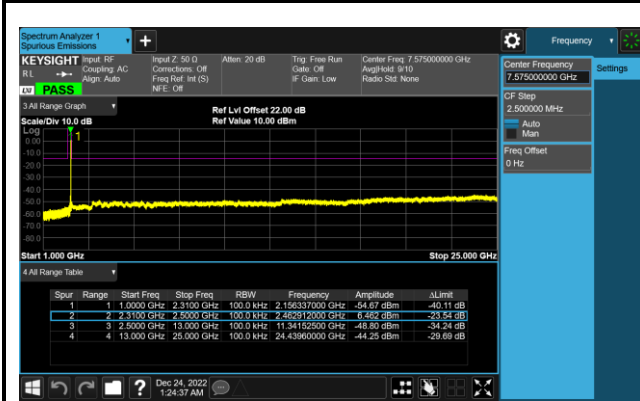 Spectrum Analyzer 1
Spurious Emissions
Frequency
KEYSIGHT Input: RF Input Z: 50 Ω Atten: 20 dB Trig: Free Run Center Freq: 7.575000000 GHz
RL Coupling: AC Corrections: Off Gate: Off Avg|Hold: 9/10
Align: Auto Freq Ref: Int (S) IF Gain: Low Radio Std: None
LXI PASS NFE: Off
Center Frequency
7.575000000 GHz
Settings
CF Step
2.500000 MHz
Auto
Man
Freq Offset
0 Hz
3 All Range Graph
Ref Lvl Offset 22.00 dB
Scale/Div 10.0 dB Ref Value 10.00 dBm
Log
1
0.00
-10.0
-20.0
-30.0
-40.0
-50.0
-60.0
-70.0
-80.0
Start 1.000 GHz Stop 25.000 GHz
4 All Range Table
Spur Range Start Freq Stop Freq RBW Frequency Amplitude ΔLimit
1 1 1.0000 GHz 2.3100 GHz 100.0 kHz 2.156337000 GHz -54.67 dBm -40.11 dB
2 2 2.3100 GHz 2.5000 GHz 100.0 kHz 2.462912000 GHz 6.462 dBm -23.54 dB
3 3 2.5000 GHz 13.000 GHz 100.0 kHz 11.34152500 GHz -48.80 dBm -34.24 dB
4 4 13.000 GHz 25.000 GHz 100.0 kHz 24.43960000 GHz -44.25 dBm -29.69 dB
Dec 24, 2022
1:24:37 AM